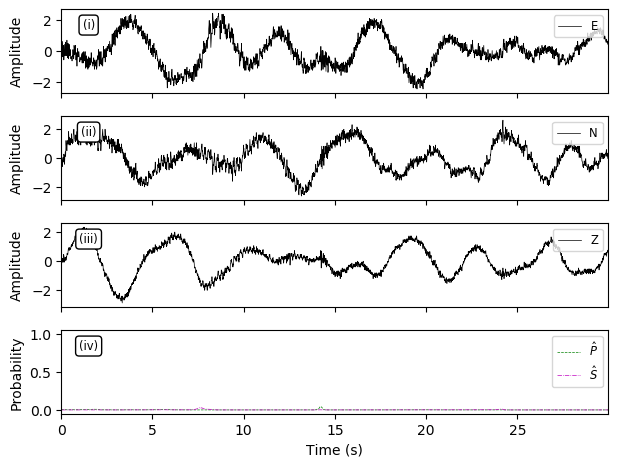 (i)
E
Amplitude
2
0
−2
(ii)
N
Amplitude
2
0
−2
(iii)
Z
Amplitude
2
0
−2
(iv)
P̂
Ŝ
Probability
1.0
0.5
0.0
0 5 10 15 20 25
Time (s)